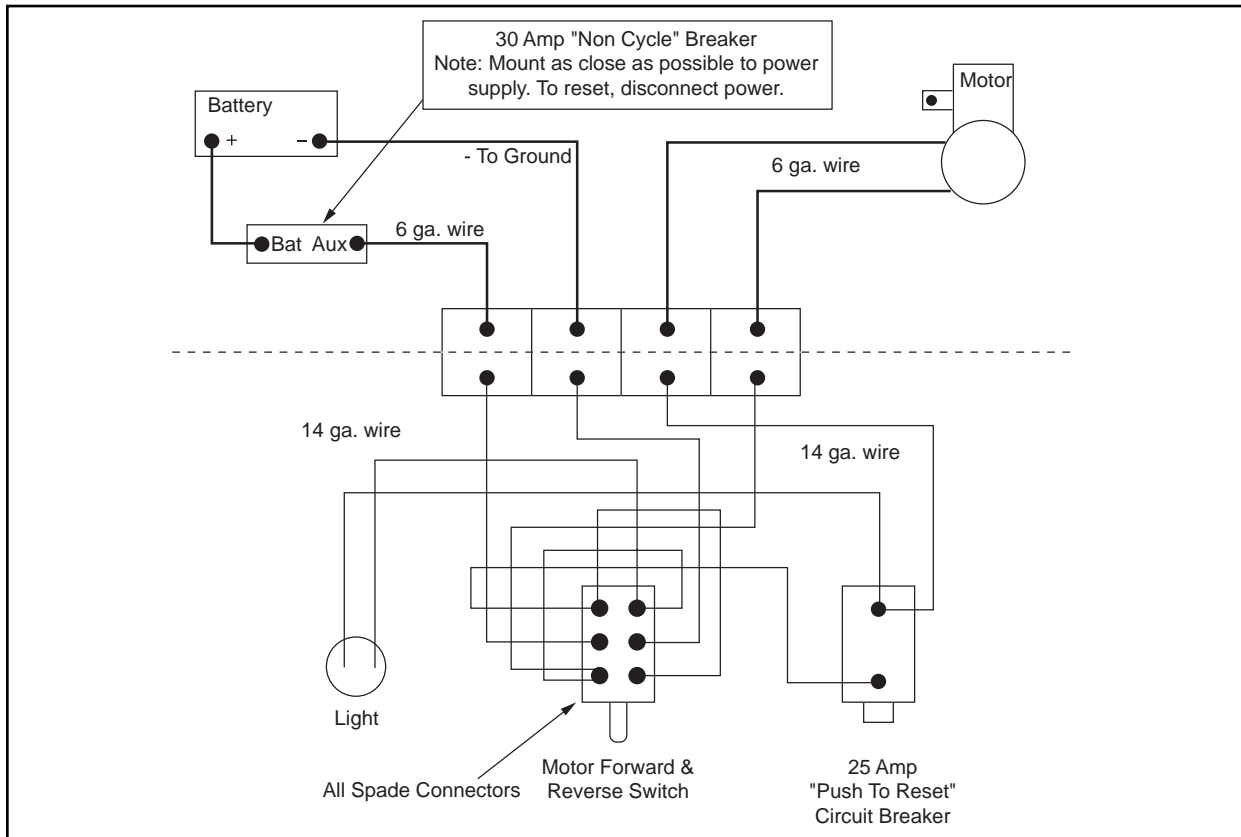 30 Amp "Non Cycle" Breaker
Note: Mount as close as possible to power
supply. To reset, disconnect power.
Battery
+ −
Motor
- To Ground
6 ga. wire
6 ga. wire
Bat Aux
14 ga. wire
14 ga. wire
Light
All Spade Connectors
Motor Forward &
Reverse Switch
25 Amp
"Push To Reset"
Circuit Breaker